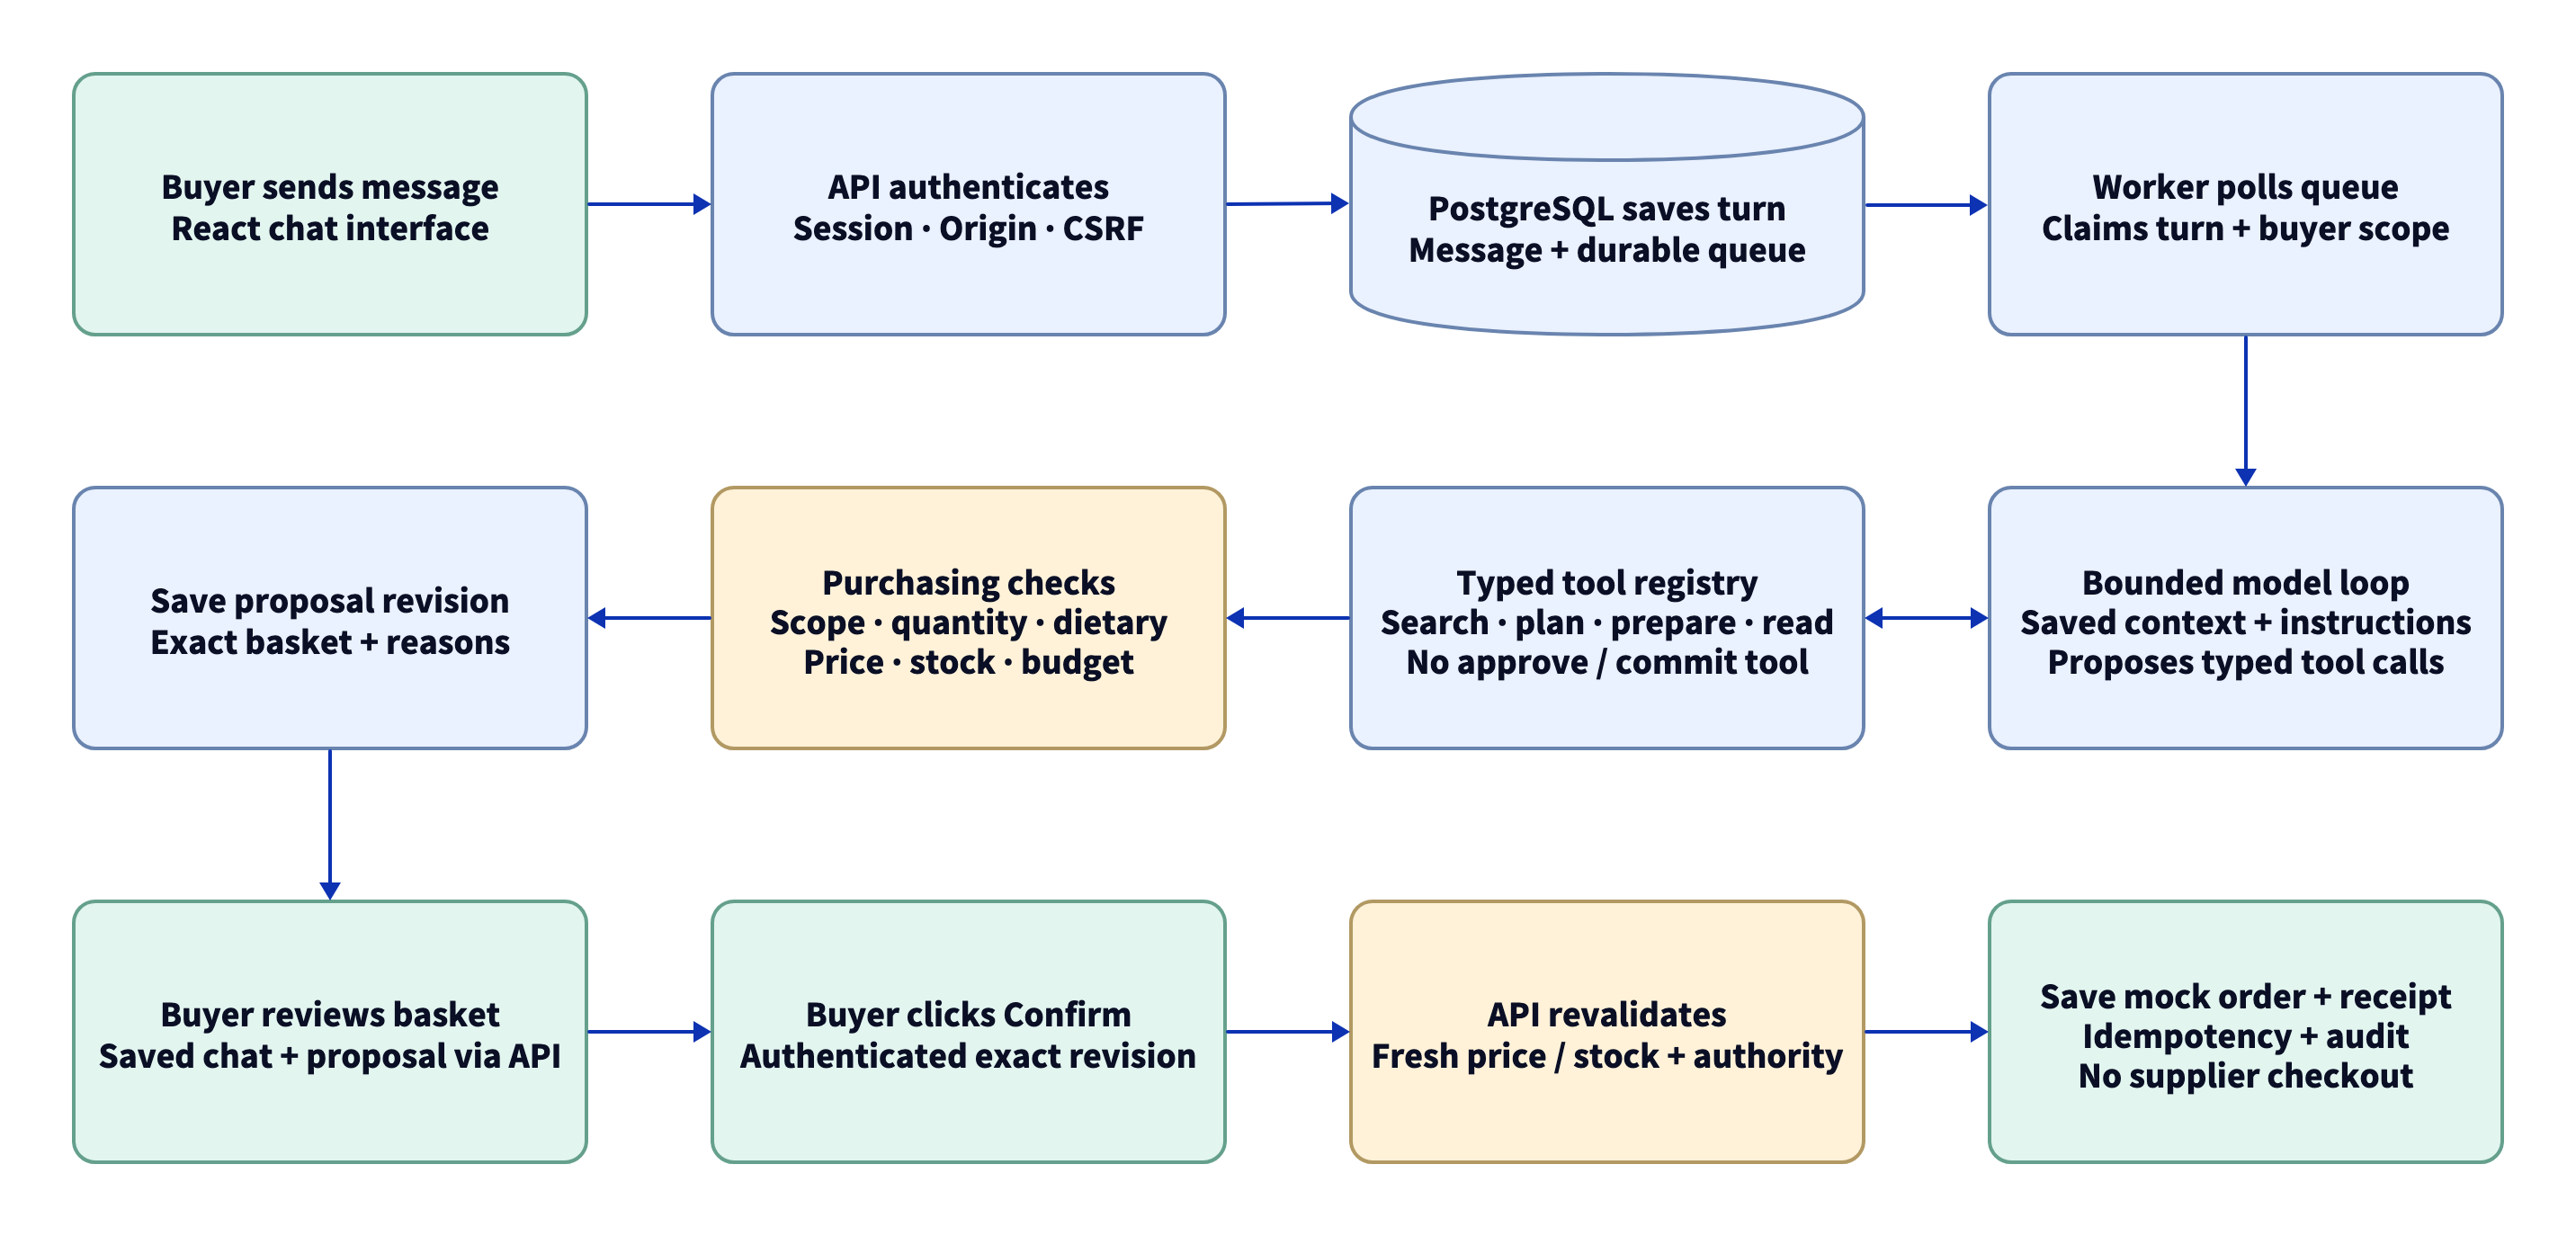 Buyer sends message
React chat interface
API authenticates
Session · Origin · CSRF
PostgreSQL saves turn
Message + durable queue
Worker polls queue
Claims turn + buyer scope
Save proposal revision
Exact basket + reasons
Purchasing checks
Scope · quantity · dietary
Price · stock · budget
Typed tool registry
Search · plan · prepare · read
No approve / commit tool
Bounded model loop
Saved context + instructions
Proposes typed tool calls
Buyer reviews basket
Saved chat + proposal via API
Buyer clicks Confirm
Authenticated exact revision
API revalidates
Fresh price / stock + authority
Save mock order + receipt
Idempotency + audit
No supplier checkout